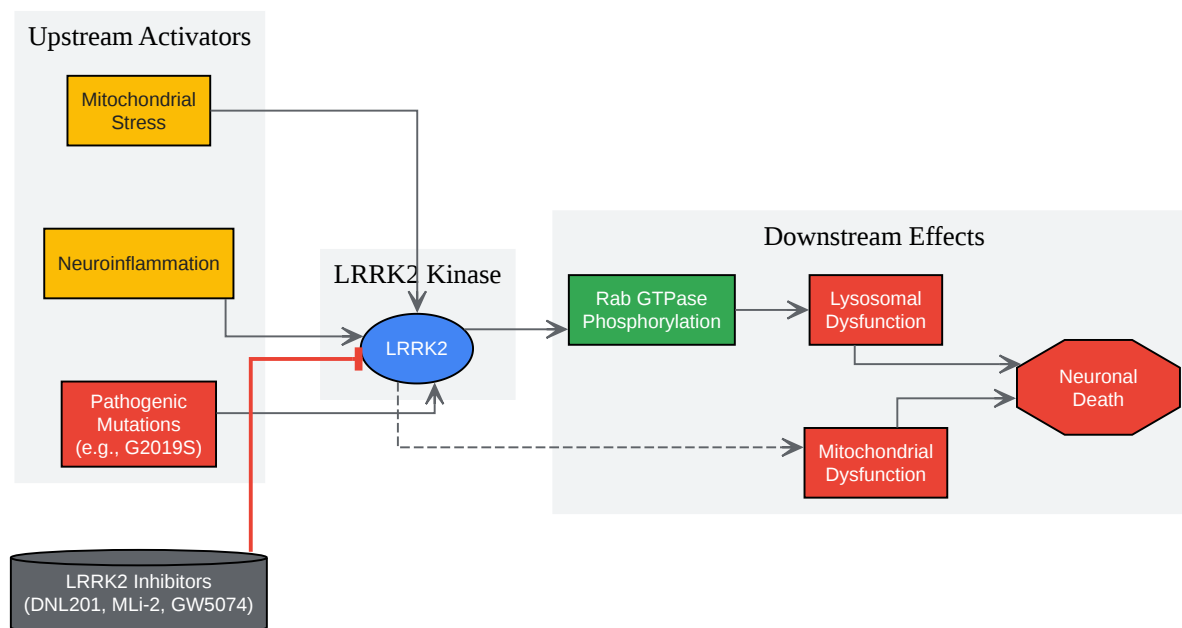 Upstream Activators
Mitochondrial
Stress
Neuroinflammation
Pathogenic
Mutations
(e.g., G2019S)
LRRK2 Kinase
LRRK2
Downstream Effects
Rab GTPase
Phosphorylation
Lysosomal
Dysfunction
Mitochondrial
Dysfunction
Neuronal
Death
LRRK2 Inhibitors
(DNL201, MLi-2, GW5074)